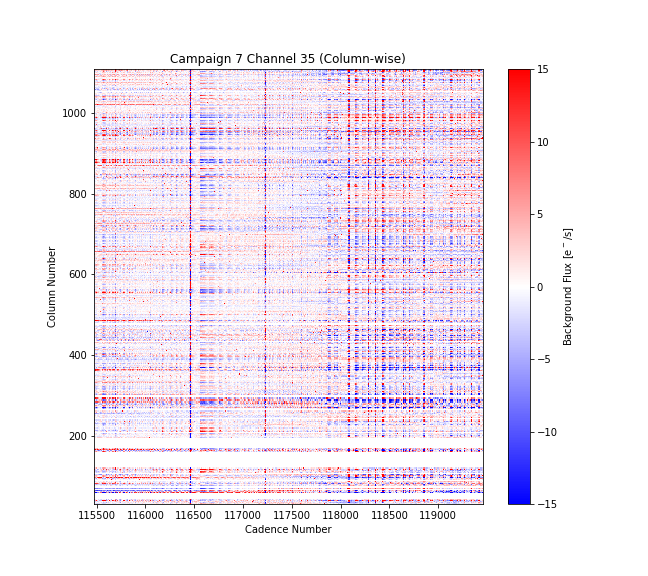 Campaign 7 Channel 35 (Column-wise)
1000
800
600
400
200
Column Number
115500 116000 116500 117000 117500 118000 118500 119000
Cadence Number
15
10
5
0
−5
−10
−15
Background Flux [e⁻/s]